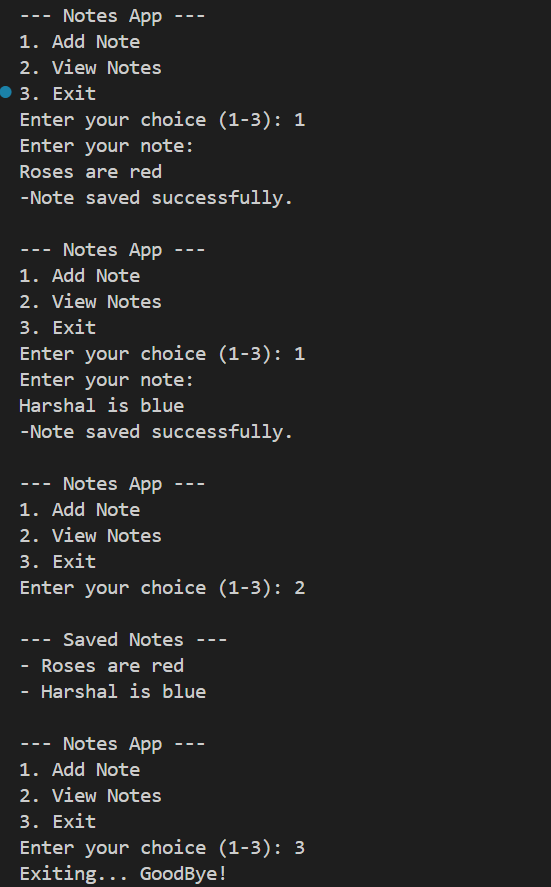 --- Notes App ---
1. Add Note
2. View Notes
3. Exit
Enter your choice (1-3): 1
Enter your note:
Roses are red
-Note saved successfully.
--- Notes App ---
1. Add Note
2. View Notes
3. Exit
Enter your choice (1-3): 1
Enter your note:
Harshal is blue
-Note saved successfully.
--- Notes App ---
1. Add Note
2. View Notes
3. Exit
Enter your choice (1-3): 2
--- Saved Notes ---
- Roses are red
- Harshal is blue
--- Notes App ---
1. Add Note
2. View Notes
3. Exit
Enter your choice (1-3): 3
Exiting... GoodBye!